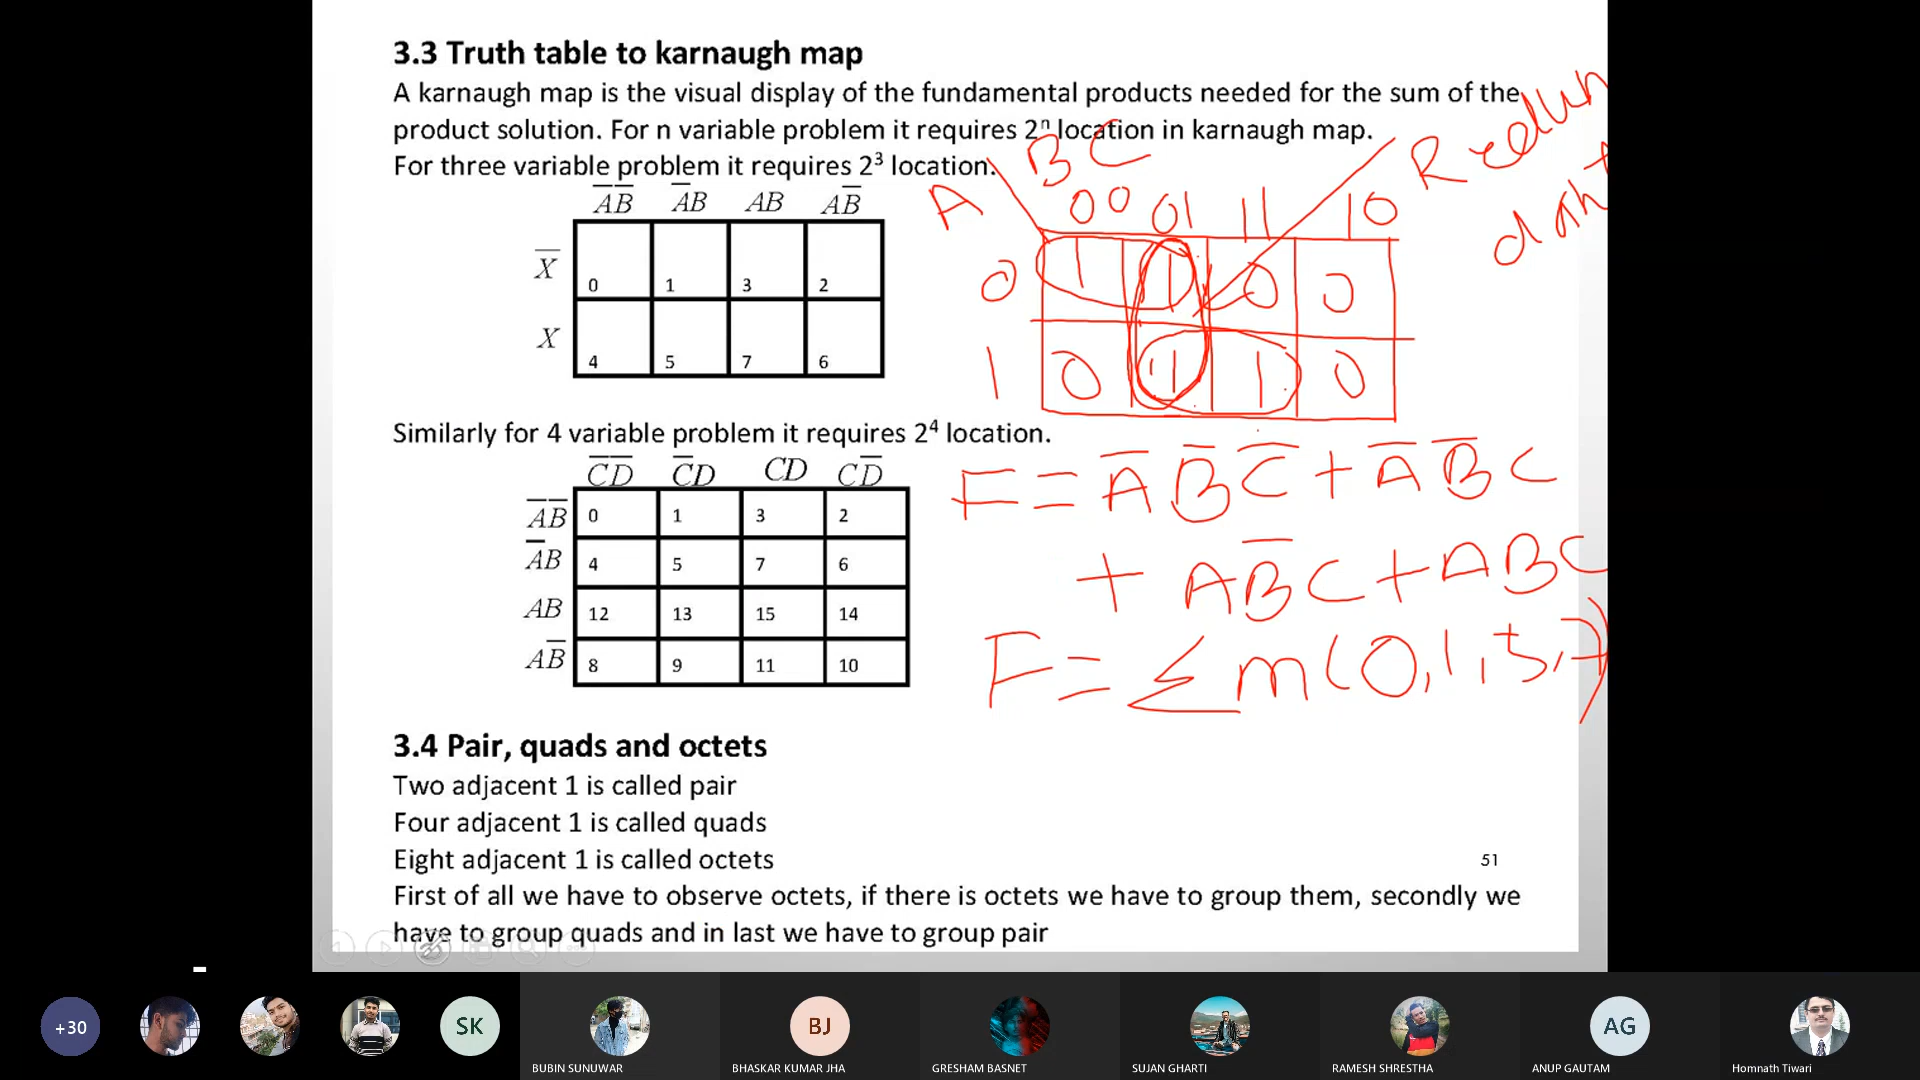 3.3 Truth table to karnaugh map
A karnaugh map is the visual display of the fundamental products needed for the sum of the
product solution. For n variable problem it requires 2ⁿ location in karnaugh map.
For three variable problem it requires 2³ location.
A̅B̅ A̅B AB AB̅
X̅ 0 1 3 2
X 4 5 7 6
Similarly for 4 variable problem it requires 2⁴ location.
C̅D̅ C̅D CD CD̅
A̅B̅ 0 1 3 2
A̅B 4 5 7 6
AB 12 13 15 14
AB̅ 8 9 11 10
BC
A 00 01 11 10
0 1 1 0 0
1 0 1 1 0
Redun
dant
F = A̅B̅C̅ + A̅B̅C
+ AB̅C + ABC
F = Σm(0,1,5,7)
3.4 Pair, quads and octets
Two adjacent 1 is called pair
Four adjacent 1 is called quads
Eight adjacent 1 is called octets
51
First of all we have to observe octets, if there is octets we have to group them, secondly we
have to group quads and in last we have to group pair
+30 SK BJ AG
BUBIN SUNUWAR BHASKAR KUMAR JHA GRESHAM BASNET SUJAN GHARTI RAMESH SHRESTHA ANUP GAUTAM Homnath Tiwari